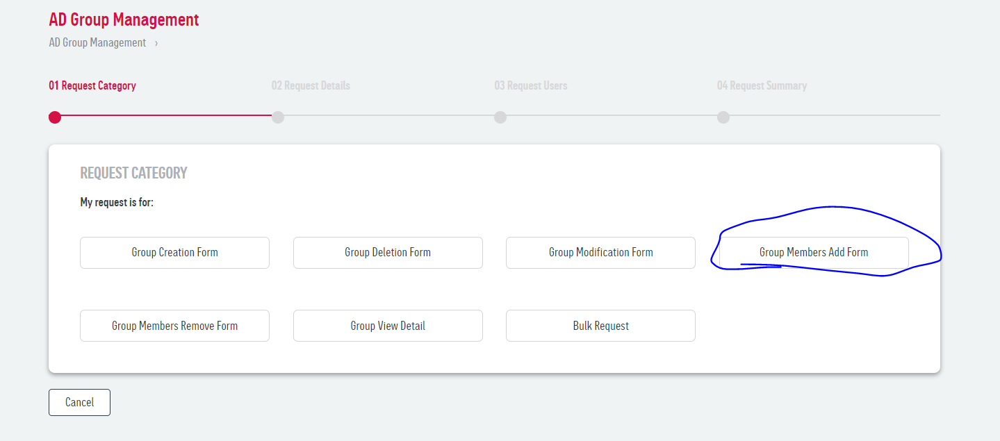 AD Group Management
AD Group Management ›
01 Request Category 02 Request Details 03 Request Users 04 Request Summary
REQUEST CATEGORY
My request is for:
Group Creation Form Group Deletion Form Group Modification Form Group Members Add Form
Group Members Remove Form Group View Detail Bulk Request
Cancel